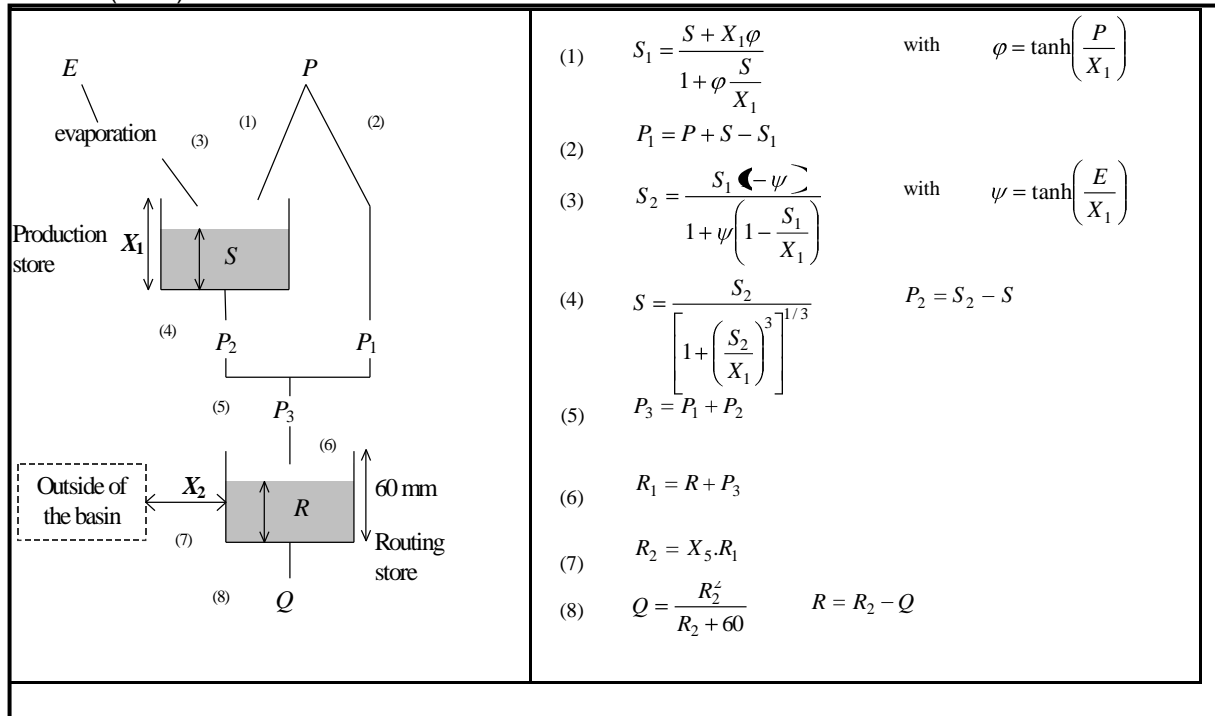 E
P
evaporation
(3)
(1)
(2)
Production
store
X₁
S
(4)
P₂
P₁
(5)
P₃
(6)
Outside of
the basin
X₂
(7)
R
60 mm
Routing
store
(8)
Q
(1) S₁ = (S + X₁φ) / (1 + φ S/X₁) with φ = tanh(P/X₁)
(2) P₁ = P + S − S₁
(3) S₂ = S₁(− ψ) / (1 + ψ(1 − S₁/X₁)) with ψ = tanh(E/X₁)
(4) S = S₂ / [1 + (S₂/X₁)³]^(1/3) P₂ = S₂ − S
(5) P₃ = P₁ + P₂
(6) R₁ = R + P₃
(7) R₂ = X₅.R₁
(8) Q = R₂² / (R₂ + 60) R = R₂ − Q